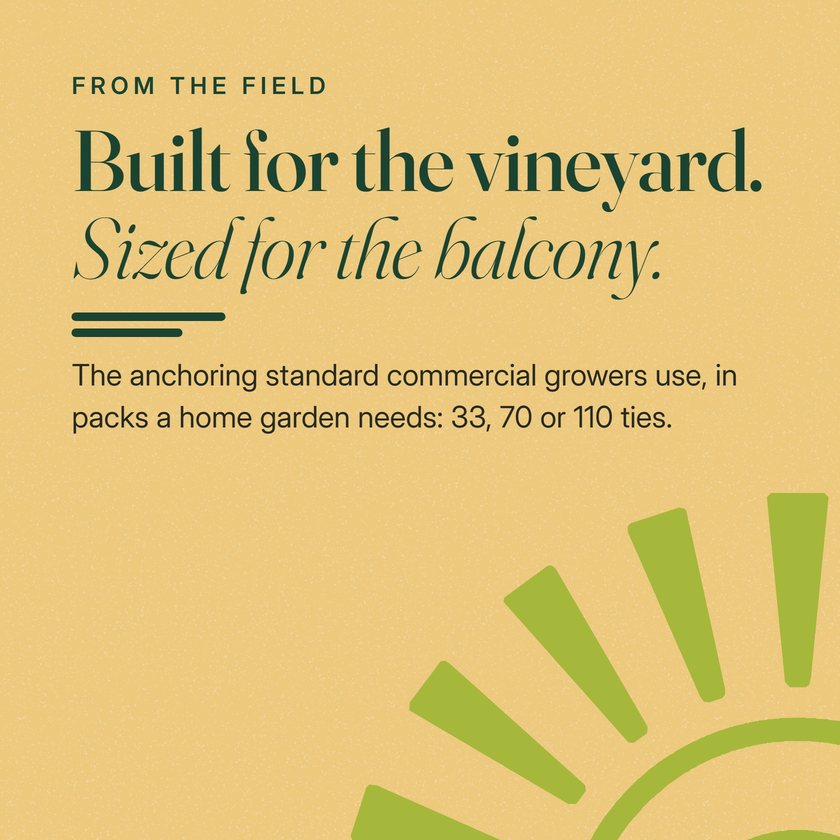 FROM THE FIELD
Built for the vineyard.
Sized for the balcony.
The anchoring standard commercial growers use, in
packs a home garden needs: 33, 70 or 110 ties.